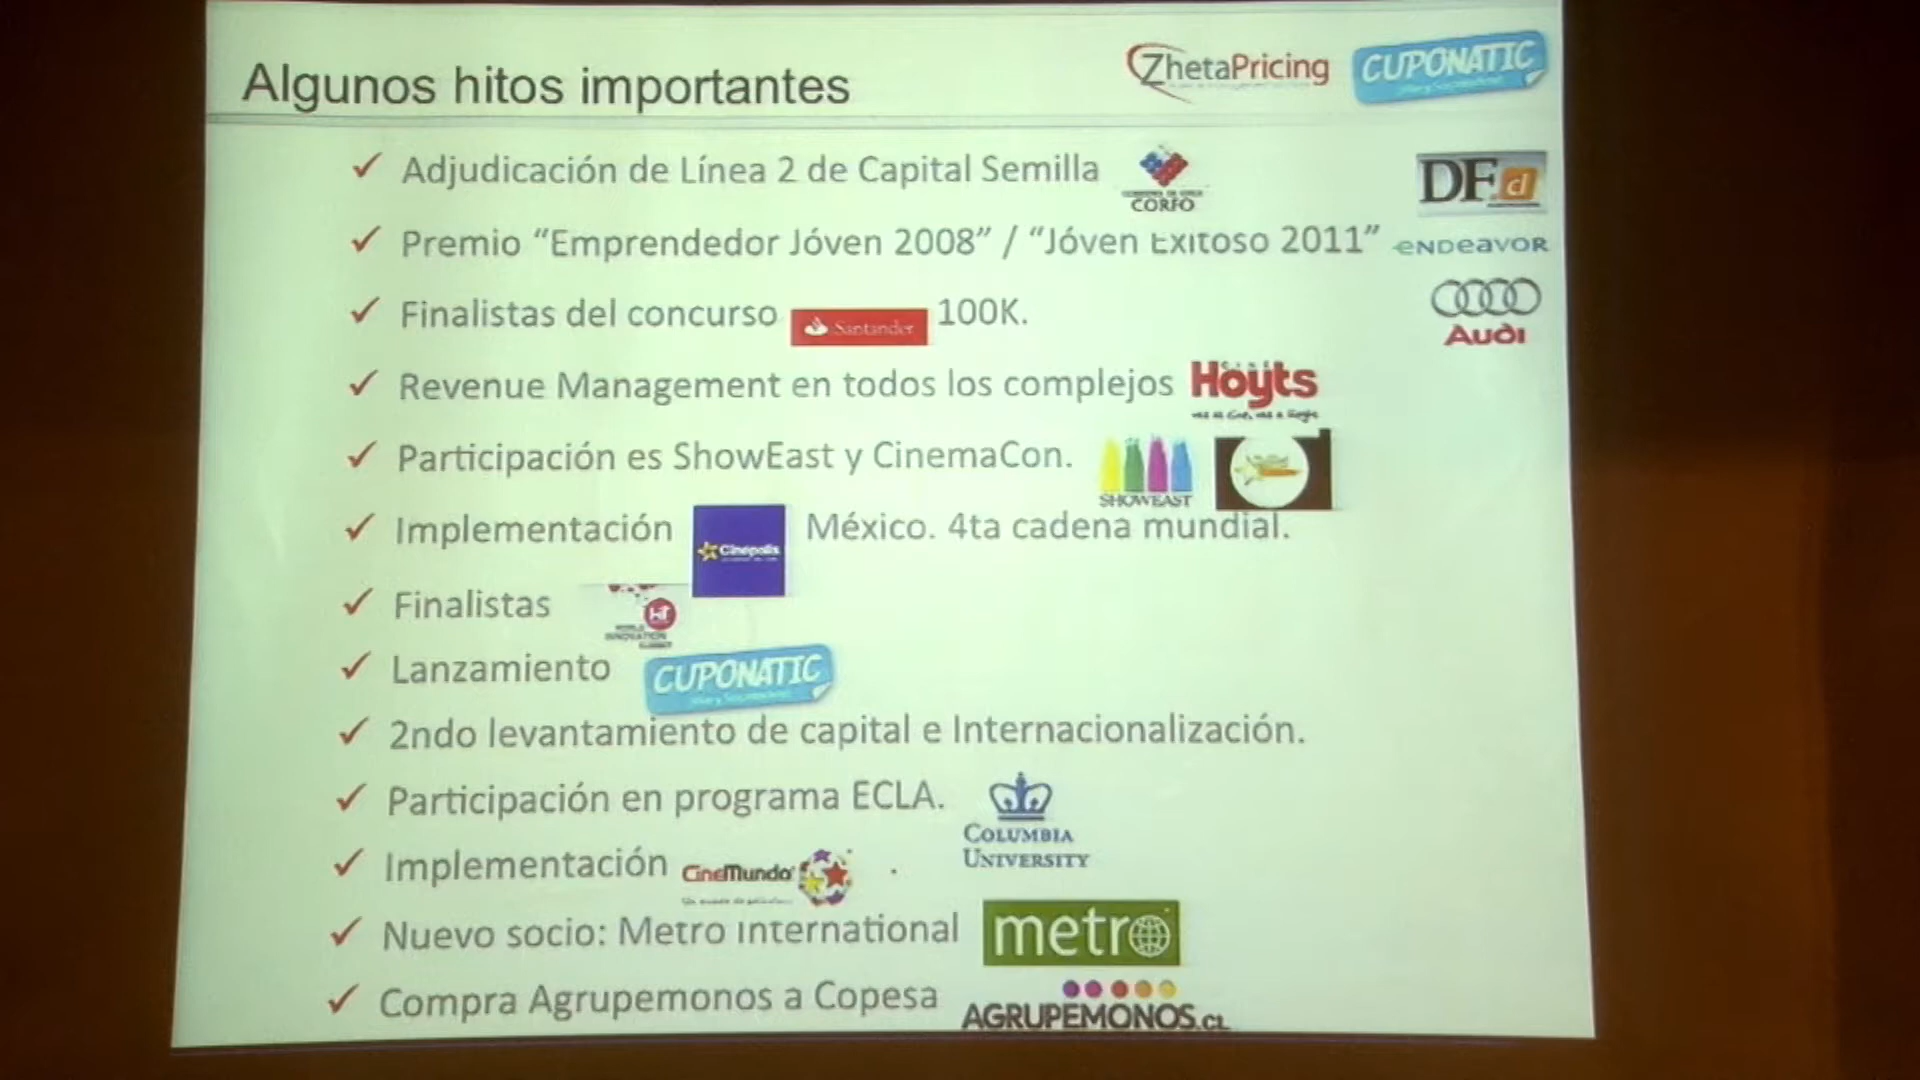 Algunos hitos importantes
ZhetaPricing
CUPONATIC
Adjudicación de Línea 2 de Capital Semilla
CORFO
DF.cl
Premio “Emprendedor Jóven 2008” / “Jóven Exitoso 2011”
eNDeavOR
Finalistas del concurso Santander 100K.
Audi
Revenue Management en todos los complejos Hoyts
Participación es ShowEast y CinemaCon.
SHOWEAST
Implementación Cinépolis México. 4ta cadena mundial.
Finalistas
INNOVATION
Lanzamiento CUPONATIC
2ndo levantamiento de capital e Internacionalización.
Participación en programa ECLA.
COLUMBIA
UNIVERSITY
Implementación CineMundo .
Nuevo socio: Metro International metro
Compra Agrupemonos a Copesa AGRUPEMONOS.CL